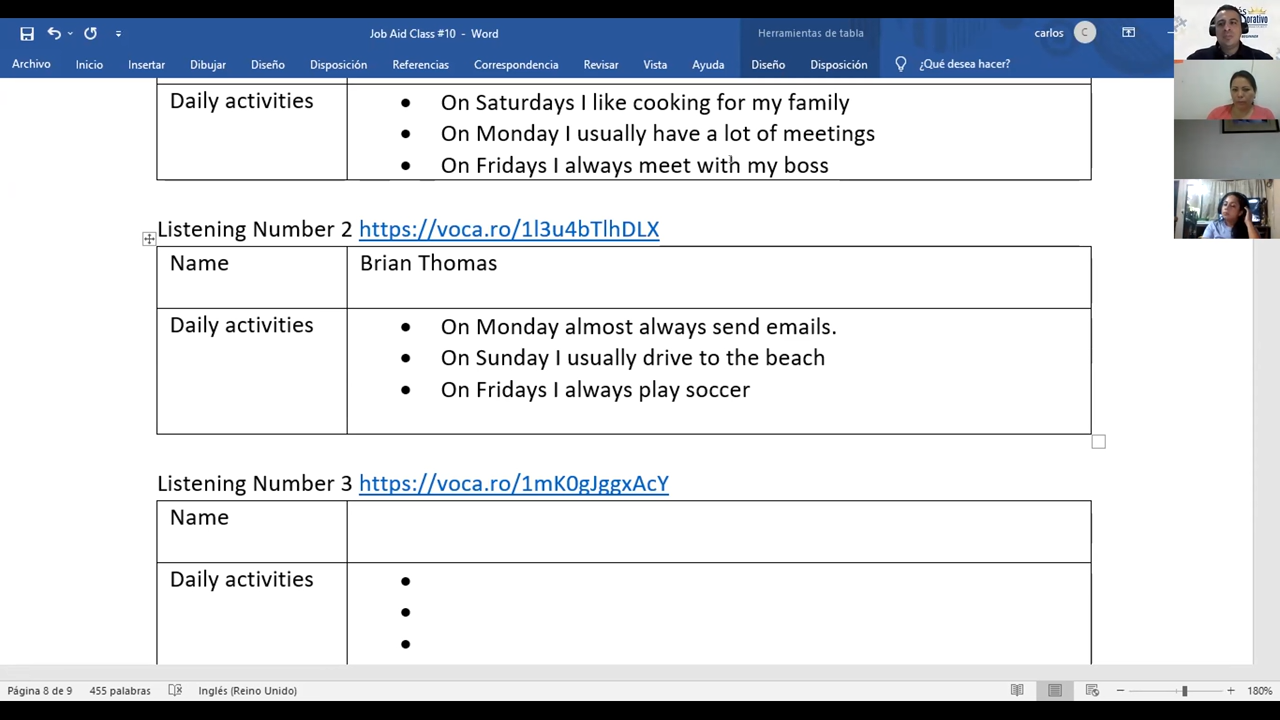 Job Aid Class #10 - Word
Herramientas de tabla
carlos
C
Archivo Inicio Insertar Dibujar Diseño Disposición Referencias Correspondencia Revisar Vista Ayuda Diseño Disposición ¿Qué desea hacer?
Daily activities
• On Saturdays I like cooking for my family
• On Monday I usually have a lot of meetings
• On Fridays I always meet with my boss
Listening Number 2 https://voca.ro/1l3u4bTlhDLX
Name Brian Thomas
Daily activities
• On Monday almost always send emails.
• On Sunday I usually drive to the beach
• On Fridays I always play soccer
Listening Number 3 https://voca.ro/1mK0gJggxAcY
Name
Daily activities
Página 8 de 9 455 palabras Inglés (Reino Unido) 180%